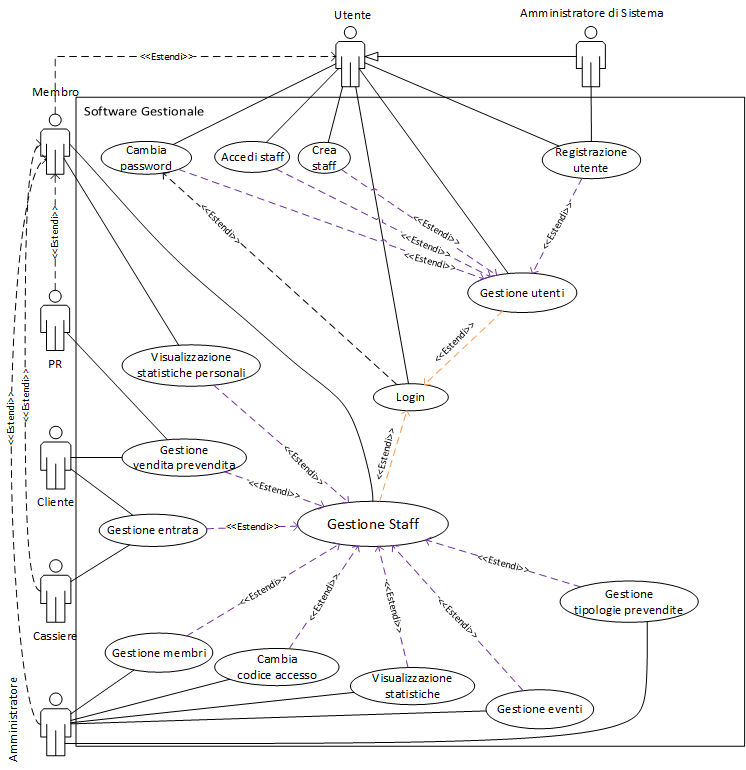 Utente
Amministratore di Sistema
<<Estendi>>
Membro
Software Gestionale
Cambia
password
Accedi staff
Crea
staff
Registrazione
utente
<<Estendi>>
<<Estendi>>
<<Estendi>>
<<Estendi>>
<<Estendi>>
<<Estendi>>
<<Estendi>>
Gestione utenti
PR
<<Estendi>>
Visualizzazione
statistiche personali
Login
<<Estendi>>
<<Estendi>>
Gestione
vendita prevendita
<<Estendi>>
<<Estendi>>
<<Estendi>>
Cliente
Gestione entrata
<<Estendi>>
Gestione Staff
<<Estendi>>
<<Estendi>>
<<Estendi>>
<<Estendi>>
<<Estendi>>
Gestione
tipologie prevendite
Cassiere
Gestione membri
Cambia
codice accesso
Visualizzazione
statistiche
Gestione eventi
Amministratore